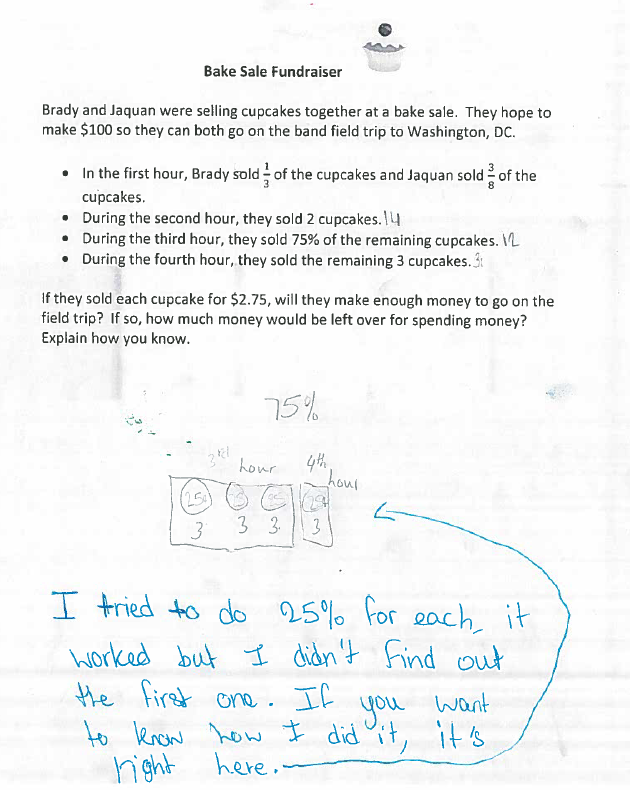 Bake Sale Fundraiser
Brady and Jaquan were selling cupcakes together at a bake sale. They hope to
make $100 so they can both go on the band field trip to Washington, DC.
• In the first hour, Brady sold 1/3 of the cupcakes and Jaquan sold 3/8 of the
cupcakes.
• During the second hour, they sold 2 cupcakes. 14
• During the third hour, they sold 75% of the remaining cupcakes. 12
• During the fourth hour, they sold the remaining 3 cupcakes. 3
If they sold each cupcake for $2.75, will they make enough money to go on the
field trip? If so, how much money would be left over for spending money?
Explain how you know.
75%
3rd hour 4th
hour
25
3 3 3 3
I tried to do 25% for each, it
worked but I didn't find out
the first one. If you want
to know how I did it, it's
right here.